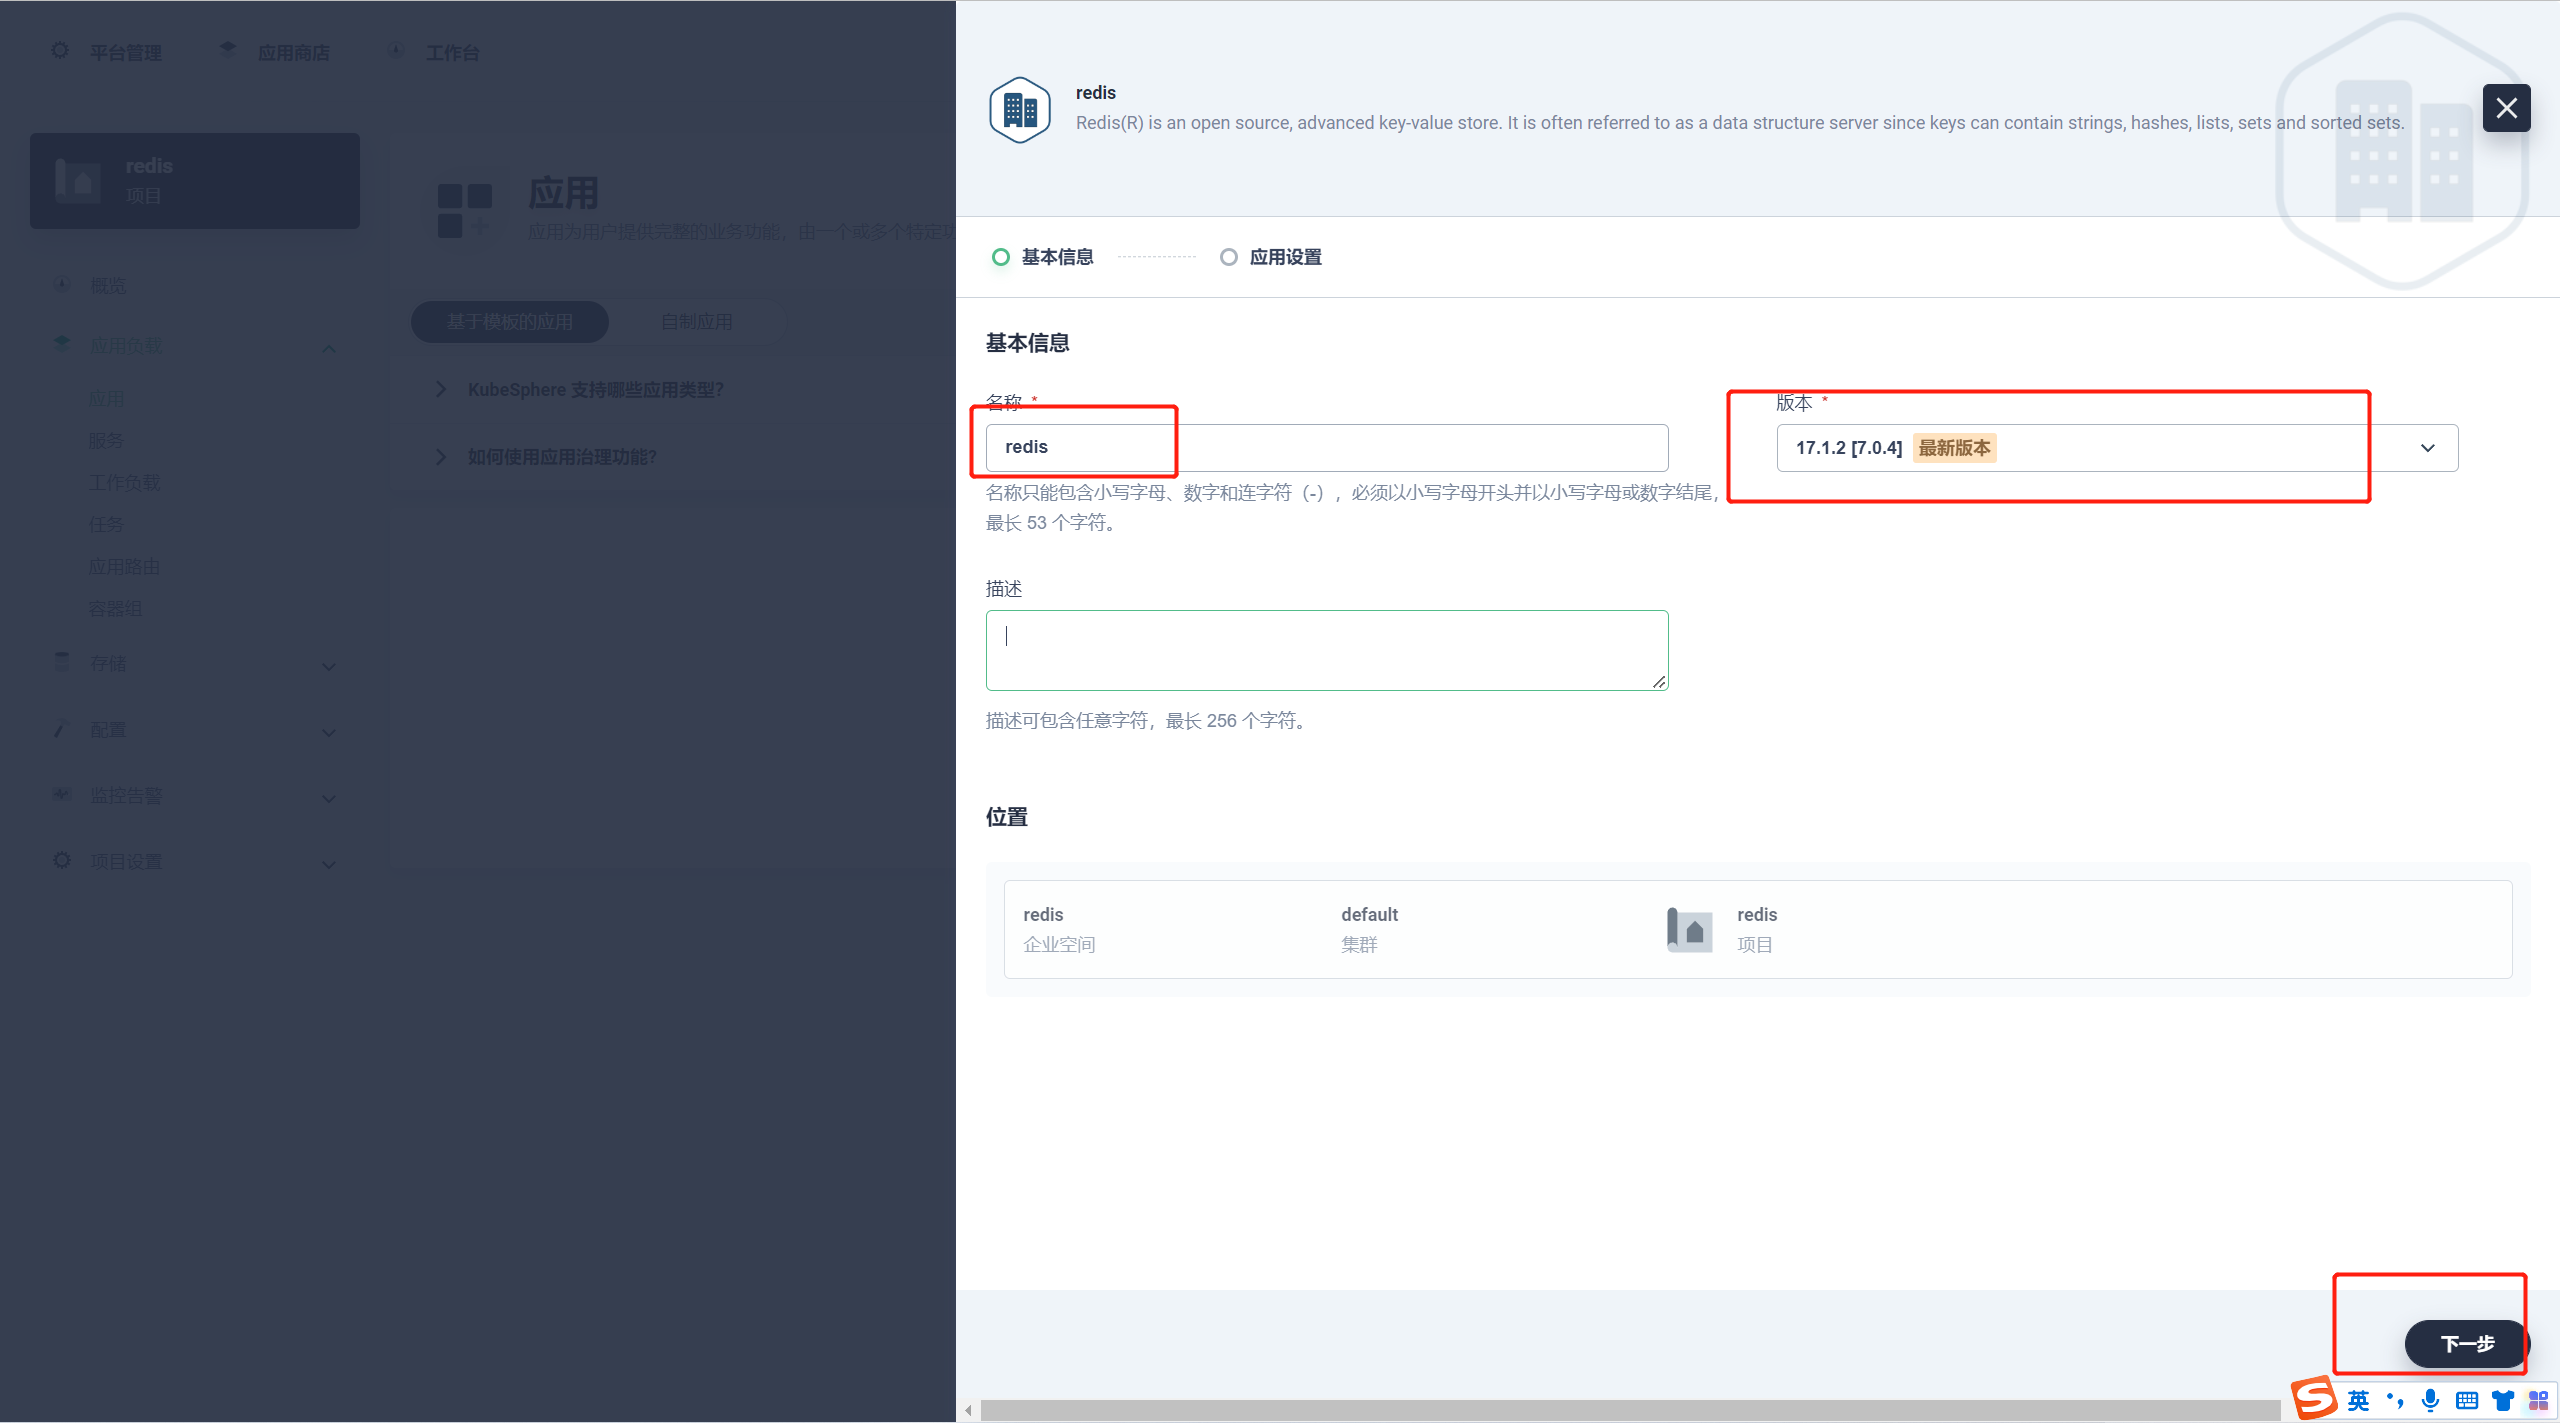 平台管理
应用商店
工作台
redis
项目
概览
应用负载
应用
服务
工作负载
任务
应用路由
容器组
存储
配置
监控告警
项目设置
应用
应用为用户提供完整的业务功能，由一个或多个特定功
基于模板的应用
自制应用
KubeSphere 支持哪些应用类型？
如何使用应用治理功能？
redis
Redis(R) is an open source, advanced key-value store. It is often referred to as a data structure server since keys can contain strings, hashes, lists, sets and sorted sets.
基本信息
应用设置
基本信息
名称 *
redis
名称只能包含小写字母、数字和连字符（-），必须以小写字母开头并以小写字母或数字结尾，
最长 53 个字符。
版本 *
17.1.2 [7.0.4] 最新版本
描述
描述可包含任意字符，最长 256 个字符。
位置
redis
企业空间
default
集群
redis
项目
下一步
英